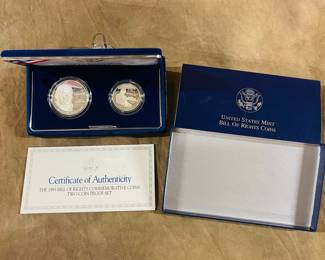 UNITED STATES MINT
BILL OF RIGHTS COINS
Certificate of Authenticity
THE 1993 BILL OF RIGHTS COMMEMORATIVE COINS
TWO COIN PROOF SET